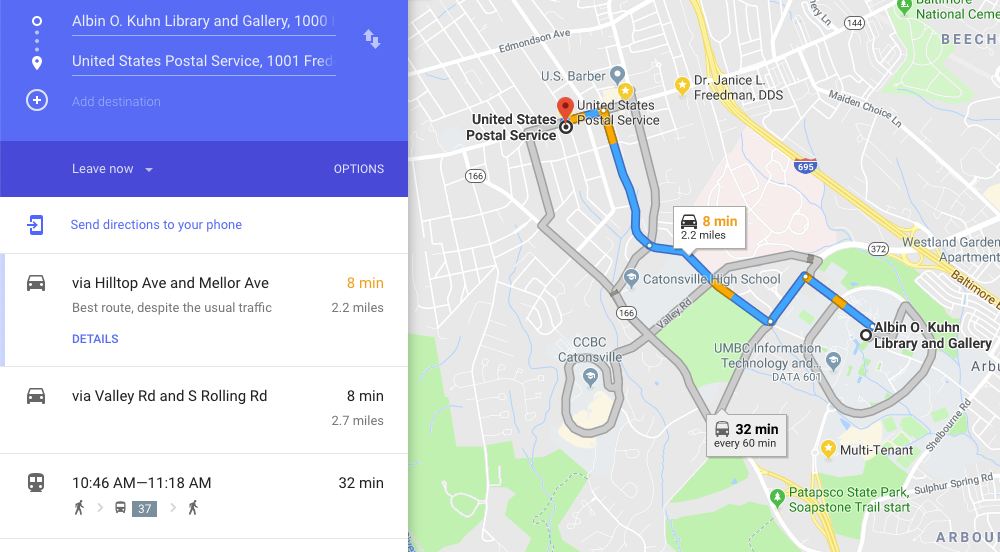 Albin O. Kuhn Library and Gallery, 1000
United States Postal Service, 1001 Fred
Add destination
Leave now
OPTIONS
Send directions to your phone
via Hilltop Ave and Mellor Ave
8 min
Best route, despite the usual traffic
2.2 miles
DETAILS
via Valley Rd and S Rolling Rd
8 min
2.7 miles
10:46 AM—11:18 AM
32 min
37
Baltimore
National Ceme
144
Edmondson Ave
BEECH
U.S. Barber
Dr. Janice L.
Freedman, DDS
Maiden Choice Ln
United States
Postal Service
United States
Postal Service
695
166
8 min
2.2 miles
372
Westland Garden
Apartment
Catonsville High School
Baltimore
Valley Rd
166
Albin O. Kuhn
Library and Gallery
CCBC
Catonsville
UMBC Information
Technology and...
DATA 601
Arbu
32 min
every 60 min
Shelbourne Rd
Multi-Tenant
Sulphur Spring Rd
Patapsco State Park,
Soapstone Trail start
ARBOU